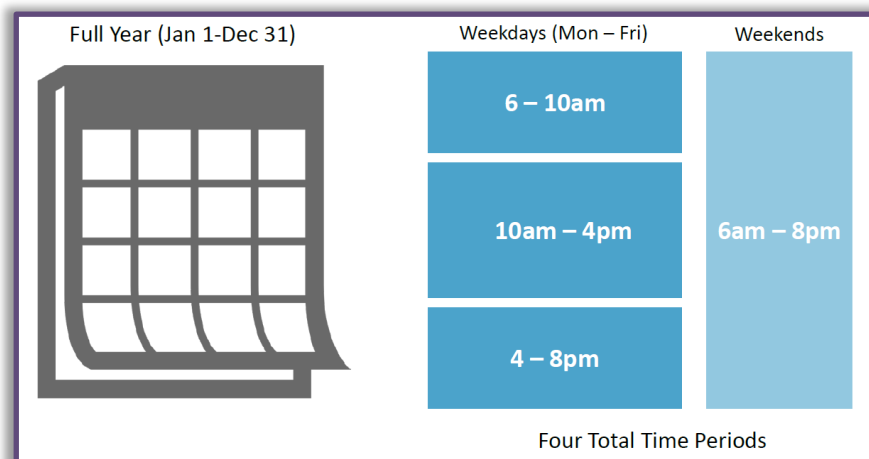 Full Year (Jan 1-Dec 31)
Weekdays (Mon – Fri)
Weekends
6 – 10am
10am – 4pm
6am – 8pm
4 – 8pm
Four Total Time Periods